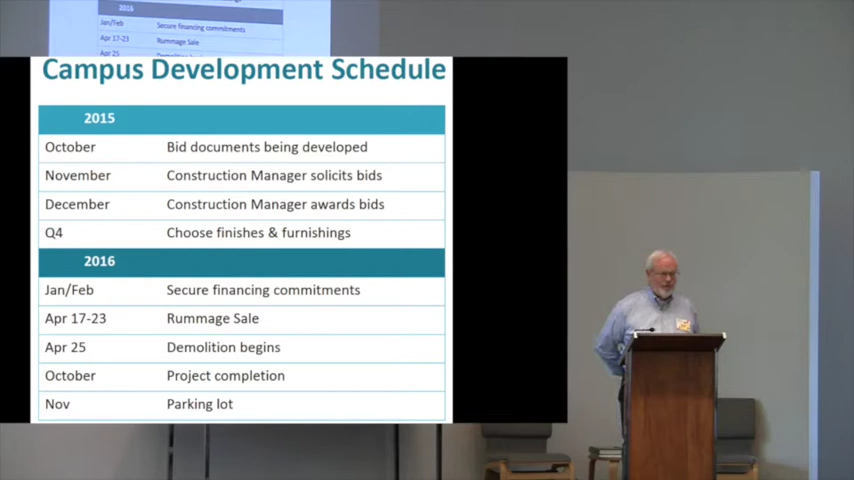 2016
Jan/Feb Secure financing commitments
Apr 17-23 Rummage Sale
Apr 25
Campus Development Schedule
2015
October Bid documents being developed
November Construction Manager solicits bids
December Construction Manager awards bids
Q4 Choose finishes & furnishings
2016
Jan/Feb Secure financing commitments
Apr 17-23 Rummage Sale
Apr 25 Demolition begins
October Project completion
Nov Parking lot